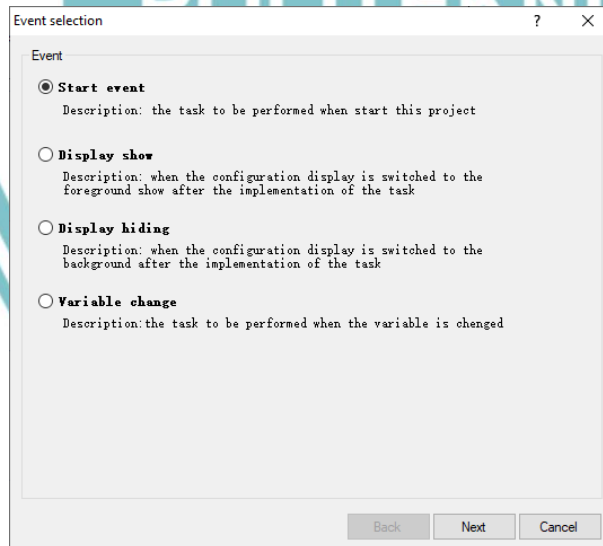 Event selection
?
Event
Start event
Description: the task to be performed when start this project
Display show
Description: when the configuration display is switched to the
foreground show after the implementation of the task
Display hiding
Description: when the configuration display is switched to the
background after the implementation of the task
Variable change
Description:the task to be performed when the variable is chenged
Back
Next
Cancel